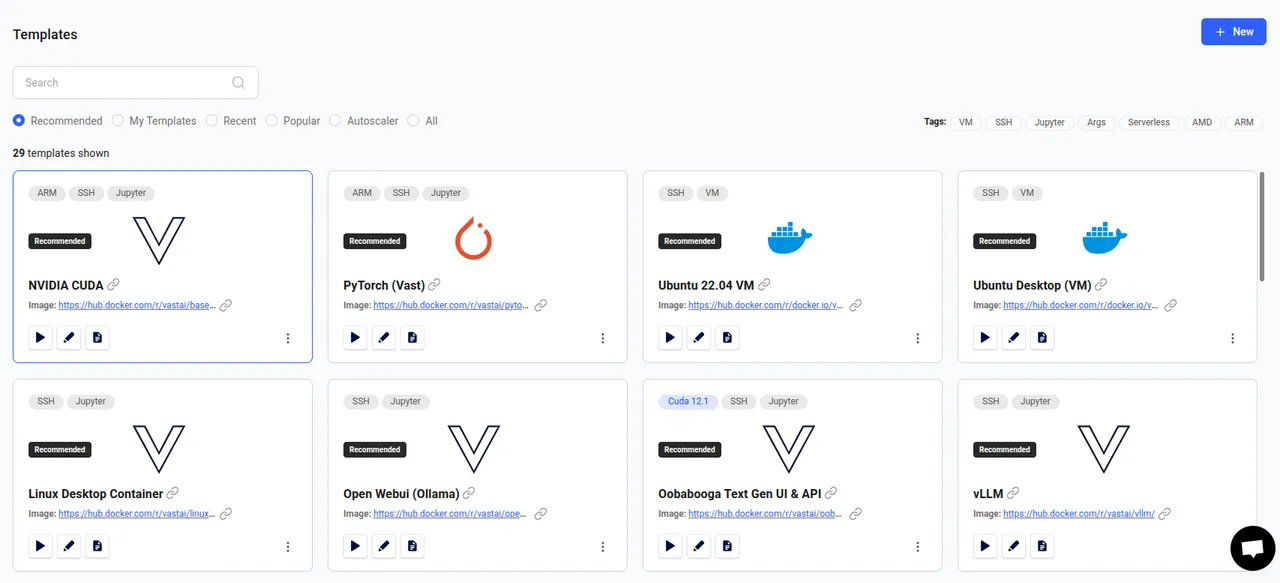 Templates
+ New
Search
Recommended My Templates Recent Popular Autoscaler All
Tags: VM SSH Jupyter Args Serverless AMD ARM
29 templates shown
ARM SSH Jupyter
Recommended
NVIDIA CUDA
Image: https://hub.docker.com/r/vastai/base...
ARM SSH Jupyter
Recommended
PyTorch (Vast)
Image: https://hub.docker.com/r/vastai/pyto...
SSH VM
Recommended
Ubuntu 22.04 VM
Image: https://hub.docker.com/r/docker.io/v...
SSH VM
Recommended
Ubuntu Desktop (VM)
Image: https://hub.docker.com/r/docker.io/v...
SSH Jupyter
Recommended
Linux Desktop Container
Image: https://hub.docker.com/r/vastai/linux...
SSH Jupyter
Recommended
Open Webui (Ollama)
Image: https://hub.docker.com/r/vastai/ope...
Cuda 12.1 SSH Jupyter
Recommended
Oobabooga Text Gen UI & API
Image: https://hub.docker.com/r/vastai/oob...
SSH Jupyter
Recommended
vLLM
Image: https://hub.docker.com/r/vastai/vllm/